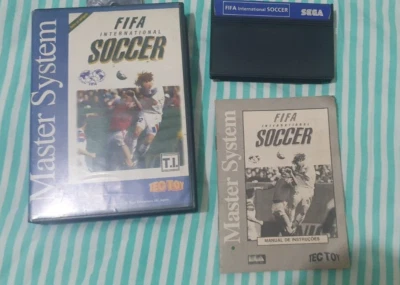 Master System
FIFA
INTERNATIONAL
SOCCER
T.I.
TEC TOY
FIFA International SOCCER
SEGA
Master System
FIFA
INTERNATIONAL
SOCCER
MANUAL DE INSTRUÇÕES
TEC TOY